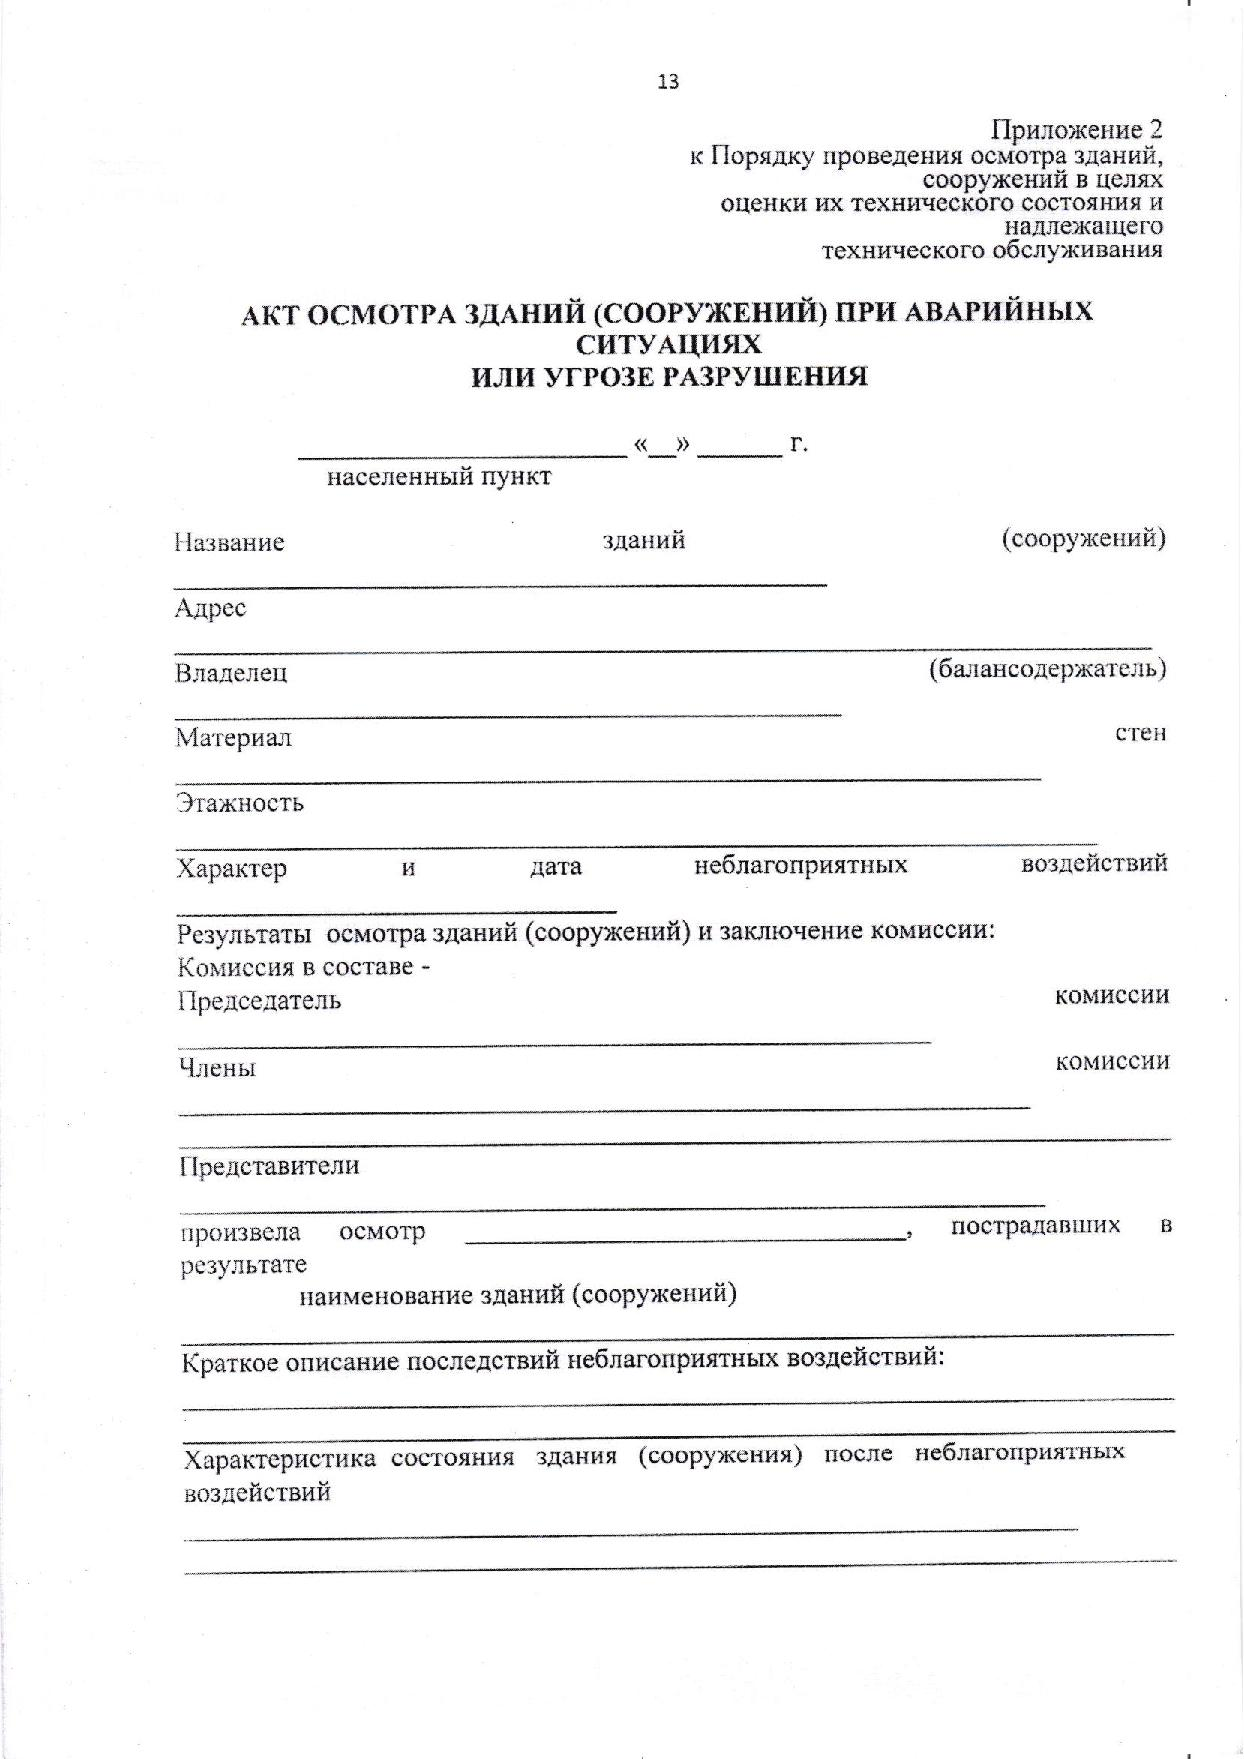 13
Приложение 2
к Порядку проведения осмотра зданий,
сооружений в целях
оценки их технического состояния и
надлежащего
технического обслуживания
АКТ ОСМОТРА ЗДАНИЙ (СООРУЖЕНИЙ) ПРИ АВАРИЙНЫХ
СИТУАЦИЯХ
ИЛИ УГРОЗЕ РАЗРУШЕНИЯ
_______________________ «__» ______ г.
населенный пункт
Название зданий (сооружений)
Адрес
Владелец (балансодержатель)
Материал стен
Этажность
Характер и дата неблагоприятных воздействий
Результаты осмотра зданий (сооружений) и заключение комиссии:
Комиссия в составе -
Председатель комиссии
Члены комиссии
Представители
произвела осмотр ______________________________, пострадавших в
результате
наименование зданий (сооружений)
Краткое описание последствий неблагоприятных воздействий:
Характеристика состояния здания (сооружения) после неблагоприятных
воздействий